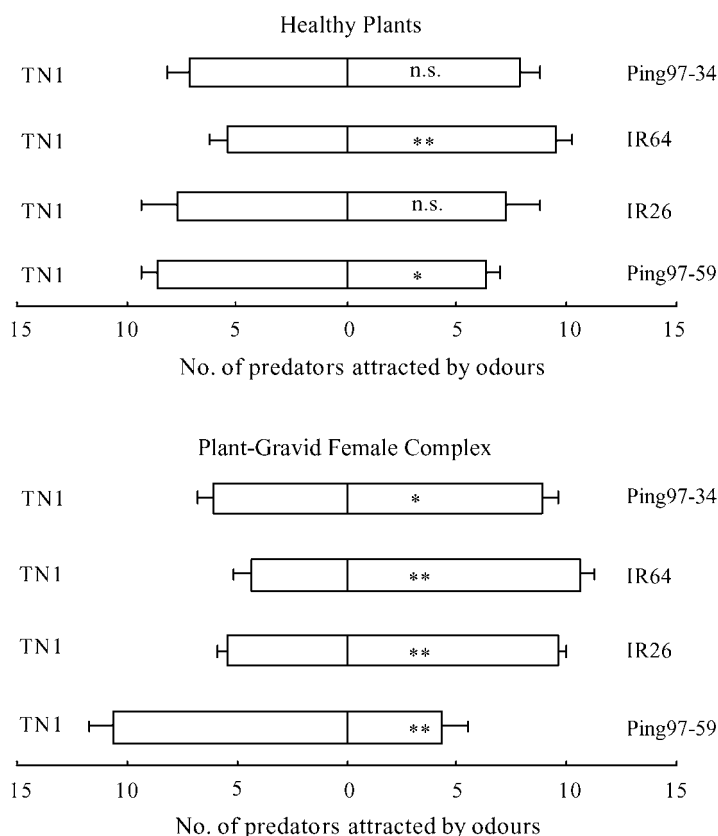 Healthy Plants
TN1 n.s. Ping97-34
TN1 ** IR64
TN1 n.s. IR26
TN1 * Ping97-59
15 10 5 0 5 10 15
No. of predators attracted by odours
Plant-Gravid Female Complex
TN1 * Ping97-34
TN1 ** IR64
TN1 ** IR26
TN1 ** Ping97-59
15 10 5 0 5 10 15
No. of predators attracted by odours